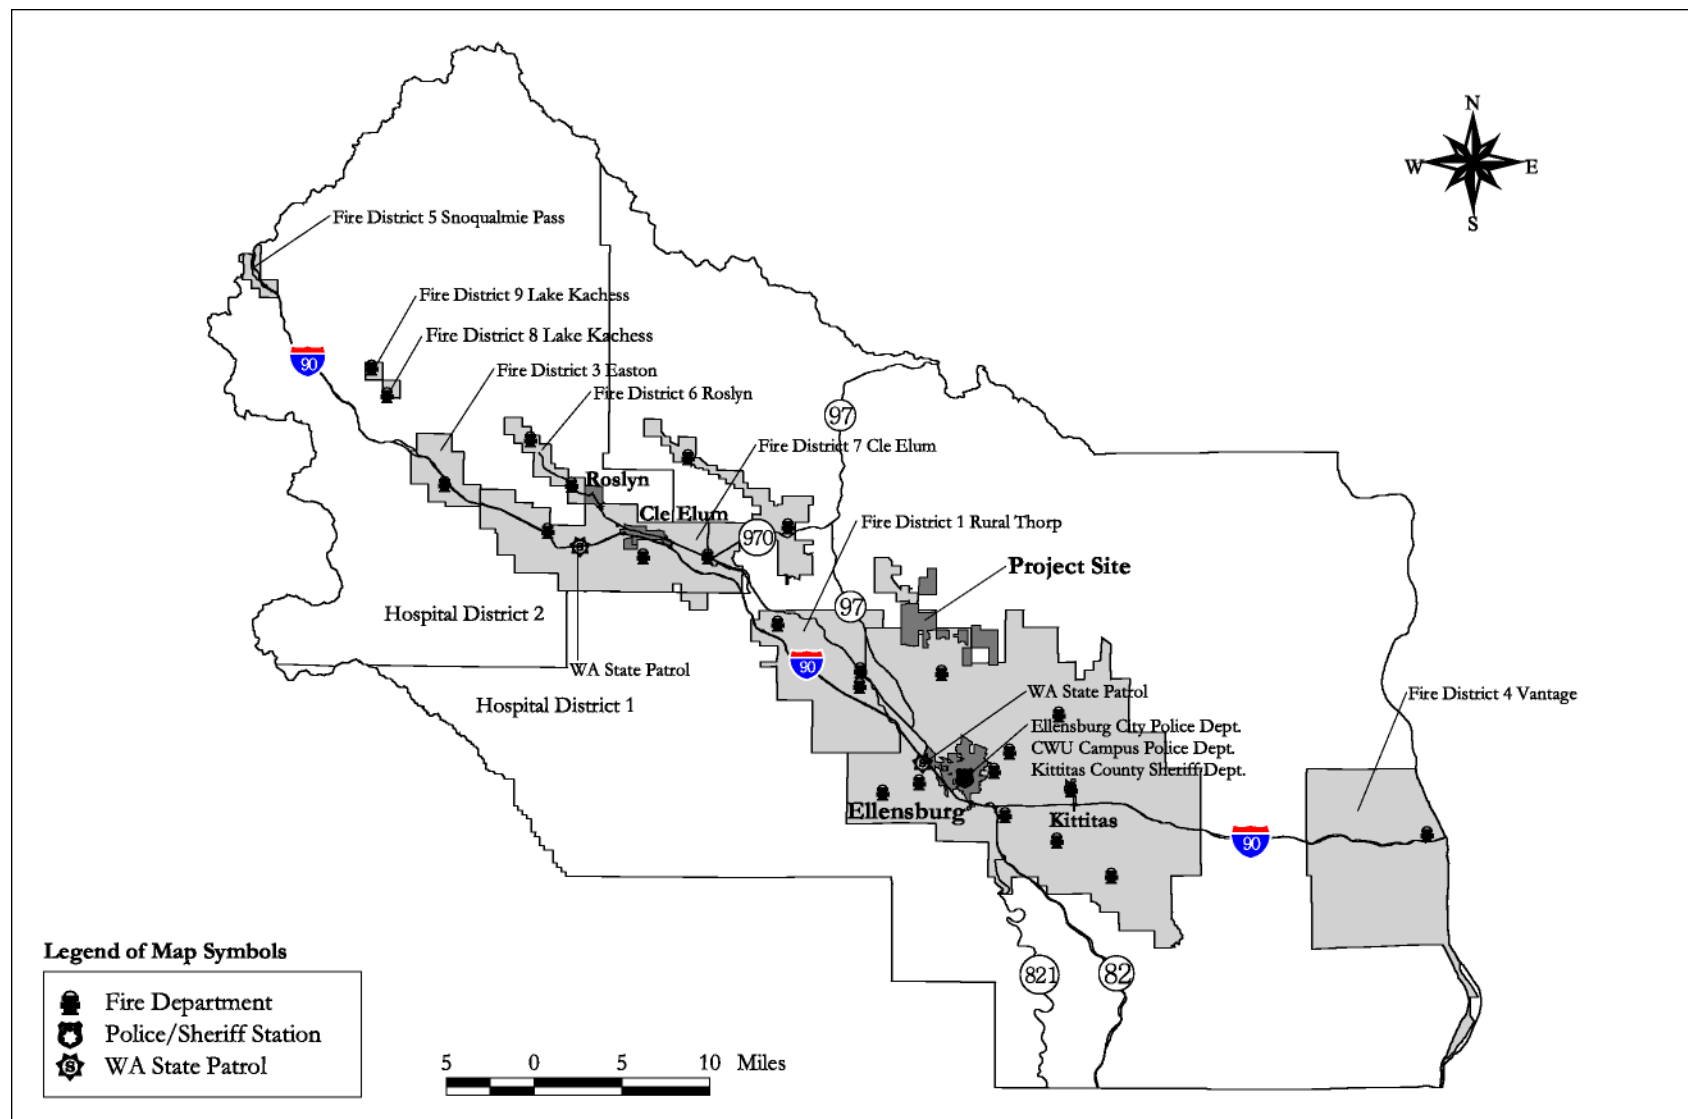 N
W E
S
Fire District 5 Snoqualmie Pass
Fire District 9 Lake Kachess
Fire District 8 Lake Kachess
90
Fire District 3 Easton
Fire District 6 Roslyn
97
Fire District 7 Cle Elum
Roslyn
Cle Elum
Fire District 1 Rural Thorp
970
Project Site
97
Hospital District 2
90
WA State Patrol
WA State Patrol
Fire District 4 Vantage
Hospital District 1
Ellensburg City Police Dept.
CWU Campus Police Dept.
Kittitas County Sheriff Dept.
Ellensburg
Kittitas
90
821
82
Legend of Map Symbols
Fire Department
Police/Sheriff Station
S WA State Patrol
5 0 5 10 Miles